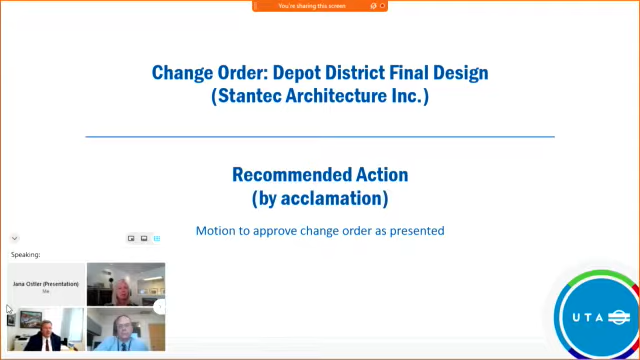 You're sharing this screen
Change Order: Depot District Final Design
(Stantec Architecture Inc.)
Recommended Action
(by acclamation)
Motion to approve change order as presented
Speaking:
Jana Ostler (Presentation)
Me
UTA